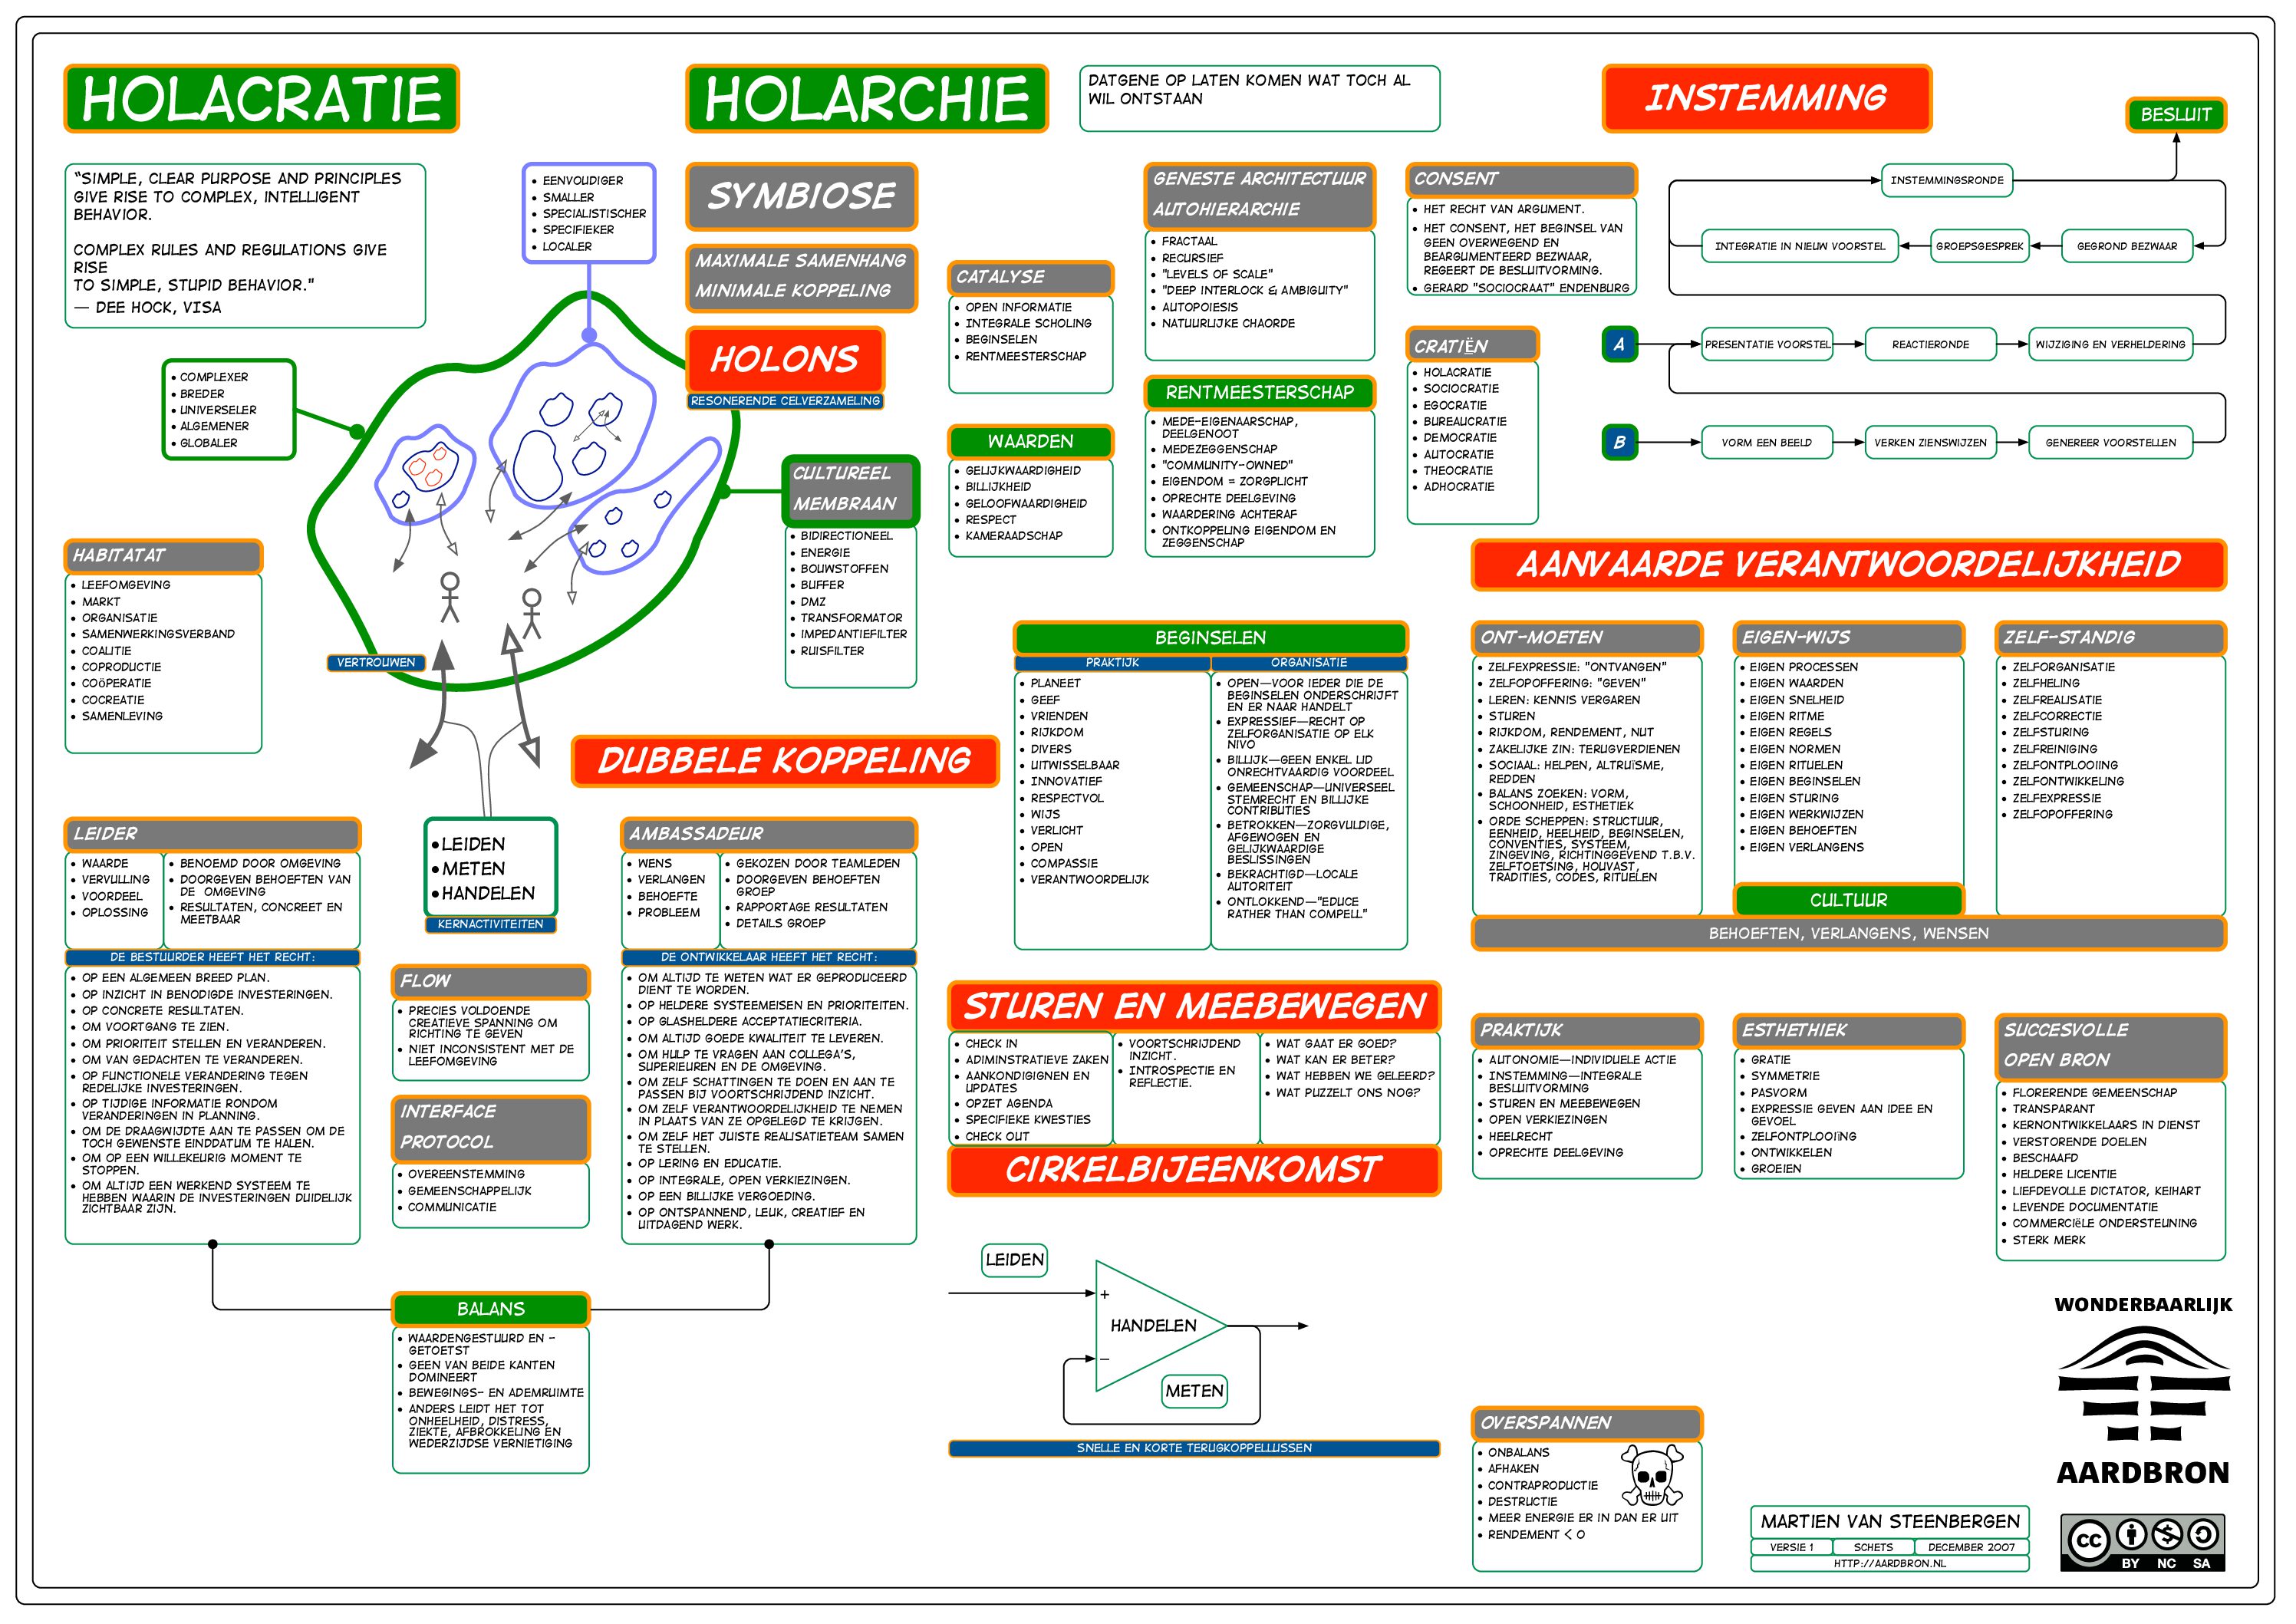 HOLACRATIE
HOLARCHIE
DATGENE OP LATEN KOMEN WAT TOCH AL
WIL ONTSTAAN
INSTEMMING
BESLUIT
"SIMPLE, CLEAR PURPOSE AND PRINCIPLES
GIVE RISE TO COMPLEX, INTELLIGENT
BEHAVIOR.
COMPLEX RULES AND REGULATIONS GIVE
RISE
TO SIMPLE, STUPID BEHAVIOR."
— DEE HOCK, VISA
• EENVOUDIGER
• SMALLER
• SPECIALISTISCHER
• SPECIFIEKER
• LOCALER
• COMPLEXER
• BREDER
• UNIVERSELER
• ALGEMENER
• GLOBALER
SYMBIOSE
MAXIMALE SAMENHANG
MINIMALE KOPPELING
HOLONS
RESONERENDE CELVERZAMELING
CULTUREEL
MEMBRAAN
• BIDIRECTIONEEL
• ENERGIE
• BOUWSTOFFEN
• BUFFER
• DMZ
• TRANSFORMATOR
• IMPEDANTIEFILTER
• RUISFILTER
HABITATAT
• LEEFOMGEVING
• MARKT
• ORGANISATIE
• SAMENWERKINGSVERBAND
• COALITIE
• COPRODUCTIE
• COÖPERATIE
• COCREATIE
• SAMENLEVING
VERTROUWEN
CATALYSE
• OPEN INFORMATIE
• INTEGRALE SCHOLING
• BEGINSELEN
• RENTMEESTERSCHAP
WAARDEN
• GELIJKWAARDIGHEID
• BILLIJKHEID
• GELOOFWAARDIGHEID
• RESPECT
• KAMERAADSCHAP
GENESTE ARCHITECTUUR
AUTOHIERARCHIE
• FRACTAAL
• RECURSIEF
• "LEVELS OF SCALE"
• "DEEP INTERLOCK & AMBIGUITY"
• AUTOPOIESIS
• NATUURLIJKE CHAORDE
RENTMEESTERSCHAP
• MEDE-EIGENAARSCHAP,
DEELGENOOT
• MEDEZEGGENSCHAP
• "COMMUNITY-OWNED"
• EIGENDOM = ZORGPLICHT
• OPRECHTE DEELGEVING
• WAARDERING ACHTERAF
• ONTKOPPELING EIGENDOM EN
ZEGGENSCHAP
CONSENT
• HET RECHT VAN ARGUMENT.
• HET CONSENT, HET BEGINSEL VAN
GEEN OVERWEGEND EN
BEARGUMENTEERD BEZWAAR,
REGEERT DE BESLUITVORMING.
• GERARD "SOCIOCRAAT" ENDENBURG
CRATIËN
• HOLACRATIE
• SOCIOCRATIE
• EGOCRATIE
• BUREAUCRATIE
• DEMOCRATIE
• AUTOCRATIE
• THEOCRATIE
• ADHOCRATIE
INSTEMMINGSRONDE
INTEGRATIE IN NIEUW VOORSTEL
GROEPSGESPREK
GEGROND BEZWAAR
A
PRESENTATIE VOORSTEL
REACTIERONDE
WIJZIGING EN VERHELDERING
B
VORM EEN BEELD
VERKEN ZIENSWIJZEN
GENEREER VOORSTELLEN
AANVAARDE VERANTWOORDELIJKHEID
BEGINSELEN
PRAKTIJK
ORGANISATIE
• PLANEET
• GEEF
• VRIENDEN
• RIJKDOM
• DIVERS
• UITWISSELBAAR
• INNOVATIEF
• RESPECTVOL
• WIJS
• VERLICHT
• OPEN
• COMPASSIE
• VERANTWOORDELIJK
• OPEN—VOOR IEDER DIE DE
BEGINSELEN ONDERSCHRIJFT
EN ER NAAR HANDELT
• EXPRESSIEF—RECHT OP
ZELFORGANISATIE OP ELK
NIVO
• BILLIJK—GEEN ENKEL LID
ONRECHTVAARDIG VOORDEEL
• GEMEENSCHAP—UNIVERSEEL
STEMRECHT EN BILLIJKE
CONTRIBUTIES
• BETROKKEN—ZORGVULDIGE,
AFGEWOGEN EN
GELIJKWAARDIGE
BESLISSINGEN
• BEKRACHTIGD—LOCALE
AUTORITEIT
• ONTLOKKEND—"EDUCE
RATHER THAN COMPELL"
ONT-MOETEN
• ZELFEXPRESSIE: "ONTVANGEN"
• ZELFOPOFFERING: "GEVEN"
• LEREN: KENNIS VERGAREN
• STUREN
• RIJKDOM, RENDEMENT, NUT
• ZAKELIJKE ZIN: TERUGVERDIENEN
• SOCIAAL: HELPEN, ALTRUÏSME,
REDDEN
• BALANS ZOEKEN: VORM,
SCHOONHEID, ESTHETIEK
• ORDE SCHEPPEN: STRUCTUUR,
EENHEID, HEELHEID, BEGINSELEN,
CONVENTIES, SYSTEEM,
ZINGEVING, RICHTINGGEVEND T.B.V.
ZELFTOETSING, HOUVAST,
TRADITIES, CODES, RITUELEN
EIGEN-WIJS
• EIGEN PROCESSEN
• EIGEN WAARDEN
• EIGEN SNELHEID
• EIGEN RITME
• EIGEN REGELS
• EIGEN NORMEN
• EIGEN RITUELEN
• EIGEN BEGINSELEN
• EIGEN STURING
• EIGEN WERKWIJZEN
• EIGEN BEHOEFTEN
• EIGEN VERLANGENS
CULTUUR
ZELF-STANDIG
• ZELFORGANISATIE
• ZELFHELING
• ZELFREALISATIE
• ZELFCORRECTIE
• ZELFSTURING
• ZELFREINIGING
• ZELFONTPLOOIING
• ZELFONTWIKKELING
• ZELFEXPRESSIE
• ZELFOPOFFERING
BEHOEFTEN, VERLANGENS, WENSEN
DUBBELE KOPPELING
LEIDER
• WAARDE
• VERVULLING
• VOORDEEL
• OPLOSSING
• BENOEMD DOOR OMGEVING
• DOORGEVEN BEHOEFTEN VAN
DE OMGEVING
• RESULTATEN, CONCREET EN
MEETBAAR
DE BESTUURDER HEEFT HET RECHT:
• OP EEN ALGEMEEN BREED PLAN.
• OP INZICHT IN BENODIGDE INVESTERINGEN.
• OP CONCRETE RESULTATEN.
• OM VOORTGANG TE ZIEN.
• OM PRIORITEIT STELLEN EN VERANDEREN.
• OM VAN GEDACHTEN TE VERANDEREN.
• OP FUNCTIONELE VERANDERING TEGEN
REDELIJKE INVESTERINGEN.
• OP TIJDIGE INFORMATIE RONDOM
VERANDERINGEN IN PLANNING.
• OM DE DRAAGWIJDTE AAN TE PASSEN OM DE
TOCH GEWENSTE EINDDATUM TE HALEN.
• OM OP EEN WILLEKEURIG MOMENT TE
STOPPEN.
• OM ALTIJD EEN WERKEND SYSTEEM TE
HEBBEN WAARIN DE INVESTERINGEN DUIDELIJK
ZICHTBAAR ZIJN.
•LEIDEN
•METEN
•HANDELEN
KERNACTIVITEITEN
FLOW
• PRECIES VOLDOENDE
CREATIEVE SPANNING OM
RICHTING TE GEVEN
• NIET INCONSISTENT MET DE
LEEFOMGEVING
INTERFACE
PROTOCOL
• OVEREENSTEMMING
• GEMEENSCHAPPELIJK
• COMMUNICATIE
AMBASSADEUR
• WENS
• VERLANGEN
• BEHOEFTE
• PROBLEEM
• GEKOZEN DOOR TEAMLEDEN
• DOORGEVEN BEHOEFTEN
GROEP
• RAPPORTAGE RESULTATEN
• DETAILS GROEP
DE ONTWIKKELAAR HEEFT HET RECHT:
• OM ALTIJD TE WETEN WAT ER GEPRODUCEERD
DIENT TE WORDEN.
• OP HELDERE SYSTEEMEISEN EN PRIORITEITEN.
• OP GLASHELDERE ACCEPTATIECRITERIA.
• OM ALTIJD GOEDE KWALITEIT TE LEVEREN.
• OM HULP TE VRAGEN AAN COLLEGA'S,
SUPERIEUREN EN DE OMGEVING.
• OM ZELF SCHATTINGEN TE DOEN EN AAN TE
PASSEN BIJ VOORTSCHRIJDEND INZICHT.
• OM ZELF VERANTWOORDELIJKHEID TE NEMEN
IN PLAATS VAN ZE OPGELEGD TE KRIJGEN.
• OM ZELF HET JUISTE REALISATIETEAM SAMEN
TE STELLEN.
• OP LERING EN EDUCATIE.
• OP INTEGRALE, OPEN VERKIEZINGEN.
• OP EEN BILLIJKE VERGOEDING.
• OP ONTSPANNEND, LEUK, CREATIEF EN
UITDAGEND WERK.
BALANS
• WAARDENGESTUURD EN -
GETOETST
• GEEN VAN BEIDE KANTEN
DOMINEERT
• BEWEGINGS- EN ADEMRUIMTE
• ANDERS LEIDT HET TOT
ONHEELHEID, DISTRESS,
ZIEKTE, AFBROKKELING EN
WEDERZIJDSE VERNIETIGING
STUREN EN MEEBEWEGEN
• CHECK IN
• ADIMINSTRATIEVE ZAKEN
• AANKONDIGIGNEN EN
UPDATES
• OPZET AGENDA
• SPECIFIEKE KWESTIES
• CHECK OUT
• VOORTSCHRIJDEND
INZICHT.
• INTROSPECTIE EN
REFLECTIE.
• WAT GAAT ER GOED?
• WAT KAN ER BETER?
• WAT HEBBEN WE GELEERD?
• WAT PUZZELT ONS NOG?
CIRKELBIJEENKOMST
LEIDEN
+
HANDELEN
–
METEN
SNELLE EN KORTE TERUGKOPPELLUSSEN
PRAKTIJK
• AUTONOMIE—INDIVIDUELE ACTIE
• INSTEMMING—INTEGRALE
BESLUITVORMING
• STUREN EN MEEBEWEGEN
• OPEN VERKIEZINGEN
• HEELRECHT
• OPRECHTE DEELGEVING
ESTHETHIEK
• GRATIE
• SYMMETRIE
• PASVORM
• EXPRESSIE GEVEN AAN IDEE EN
GEVOEL
• ZELFONTPLOOIÏNG
• ONTWIKKELEN
• GROEIEN
SUCCESVOLLE
OPEN BRON
• FLORERENDE GEMEENSCHAP
• TRANSPARANT
• KERNONTWIKKELAARS IN DIENST
• VERSTORENDE DOELEN
• BESCHAAFD
• HELDERE LICENTIE
• LIEFDEVOLLE DICTATOR, KEIHART
• LEVENDE DOCUMENTATIE
• COMMERCIËLE ONDERSTEUNING
• STERK MERK
OVERSPANNEN
• ONBALANS
• AFHAKEN
• CONTRAPRODUCTIE
• DESTRUCTIE
• MEER ENERGIE ER IN DAN ER UIT
• RENDEMENT < 0
WONDERBAARLIJK
AARDBRON
MARTIEN VAN STEENBERGEN
VERSIE 1
SCHETS
DECEMBER 2007
HTTP://AARDBRON.NL
CC
BY NC SA